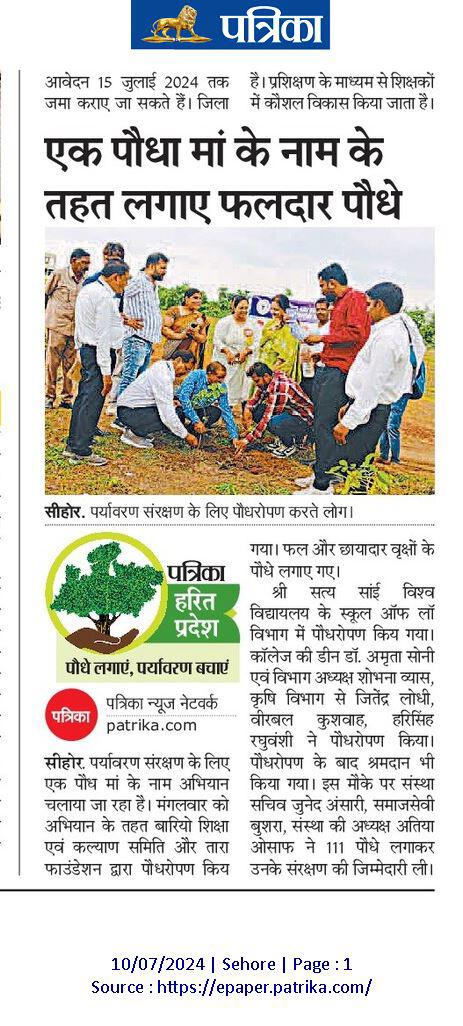 पत्रिका
आवेदन 15 जुलाई 2024 तक
जमा कराए जा सकते हैं। जिला
है। प्रशिक्षण के माध्यम से शिक्षकों
में कौशल विकास किया जाता है।
एक पौधा मां के नाम के
तहत लगाए फलदार पौधे
सीहोर. पर्यावरण संरक्षण के लिए पौधरोपण करते लोग।
पत्रिका
हरित
प्रदेश
पौधे लगाएं, पर्यावरण बचाएं
पत्रिका
पत्रिका न्यूज नेटवर्क
patrika.com
सीहोर. पर्यावरण संरक्षण के लिए
एक पौध मां के नाम अभियान
चलाया जा रहा है। मंगलवार को
अभियान के तहत बारियो शिक्षा
एवं कल्याण समिति और तारा
फाउंडेशन द्वारा पौधरोपण किय
गया। फल और छायादार वृक्षों के
पौधे लगाए गए।
श्री सत्य सांई विश्व
विद्यालय के स्कूल ऑफ लॉ
विभाग में पौधरोपण किय गया।
कॉलेज की डीन डॉ. अमृता सोनी
एवं विभाग अध्यक्ष शोभना व्यास,
कृषि विभाग से जितेंद्र लोधी,
वीरबल कुशवाह, हरिसिंह
रघुवंशी ने पौधरोपण किया।
पौधरोपण के बाद श्रमदान भी
किया गया। इस मौके पर संस्था
सचिव जुनेद अंसारी, समाजसेवी
बुशरा, संस्था की अध्यक्ष अतिया
ओसाफ ने 111 पौधे लगाकर
उनके संरक्षण की जिम्मेदारी ली।
10/07/2024 | Sehore | Page : 1
Source : https://epaper.patrika.com/